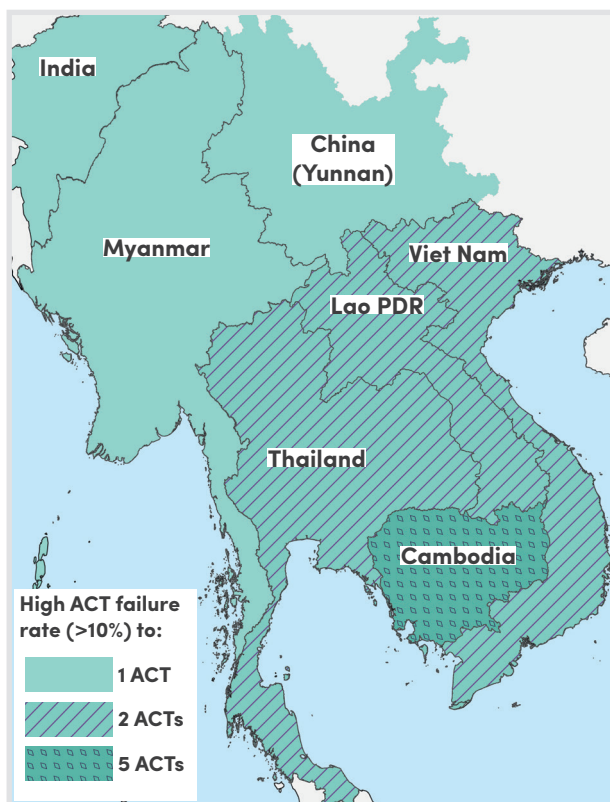 India
China
(Yunnan)
Myanmar
Viet Nam
Lao PDR
Thailand
Cambodia
High ACT failure
rate (>10%) to:
1 ACT
2 ACTs
5 ACTs